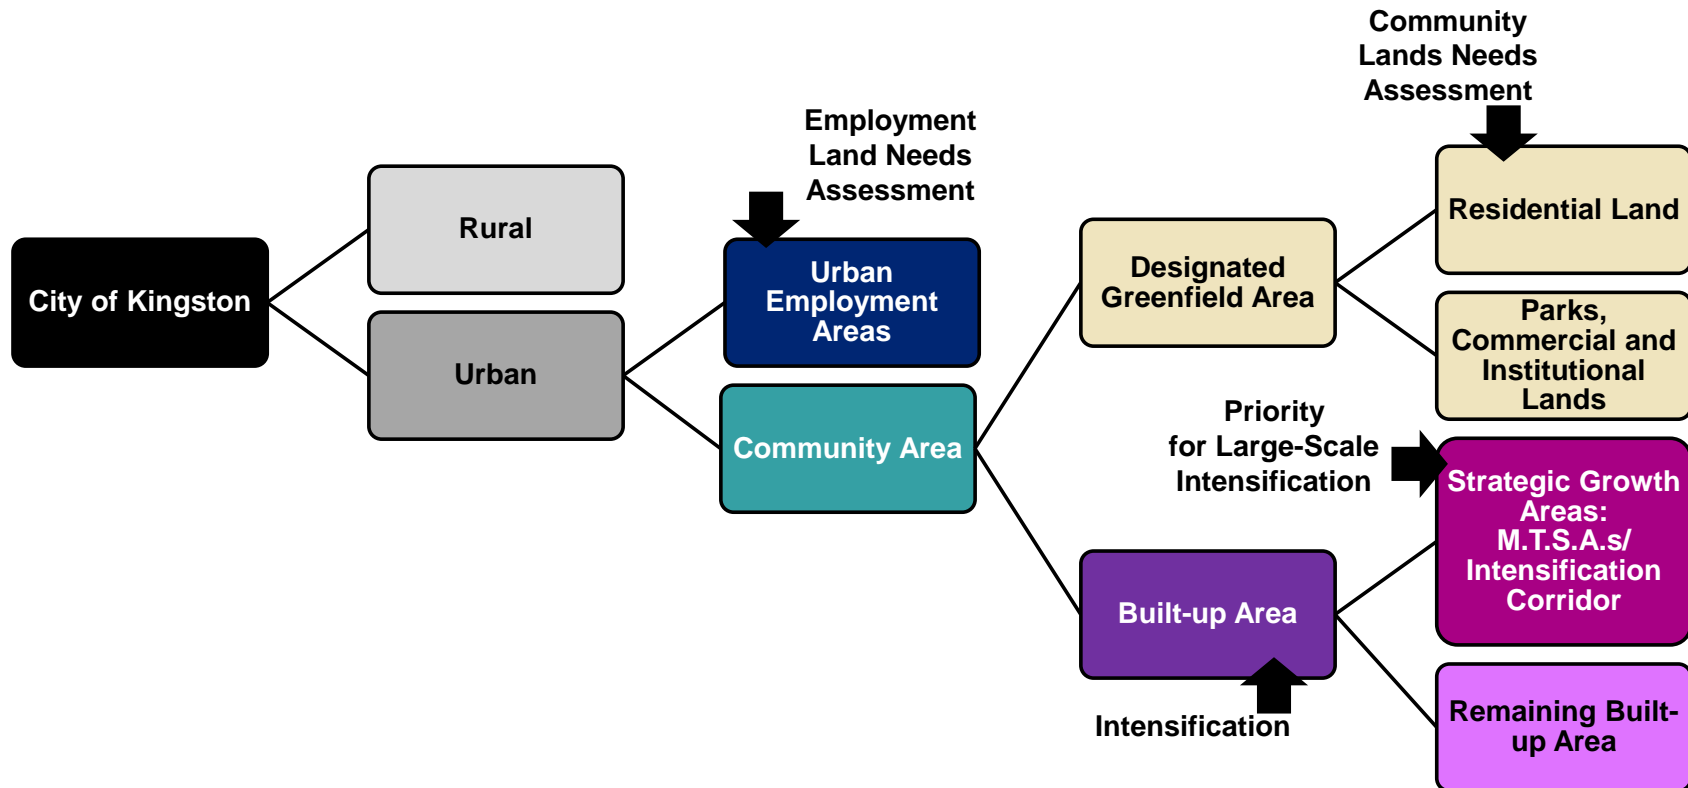 City of Kingston
Rural
Urban
Employment
Land Needs
Assessment
Urban
Employment
Areas
Community Area
Designated
Greenfield Area
Built-up Area
Intensification
Community
Lands Needs
Assessment
Residential Land
Parks,
Commercial and
Institutional
Lands
Priority
for Large-Scale
Intensification
Strategic Growth
Areas:
M.T.S.A.s/
Intensification
Corridor
Remaining Built-
up Area